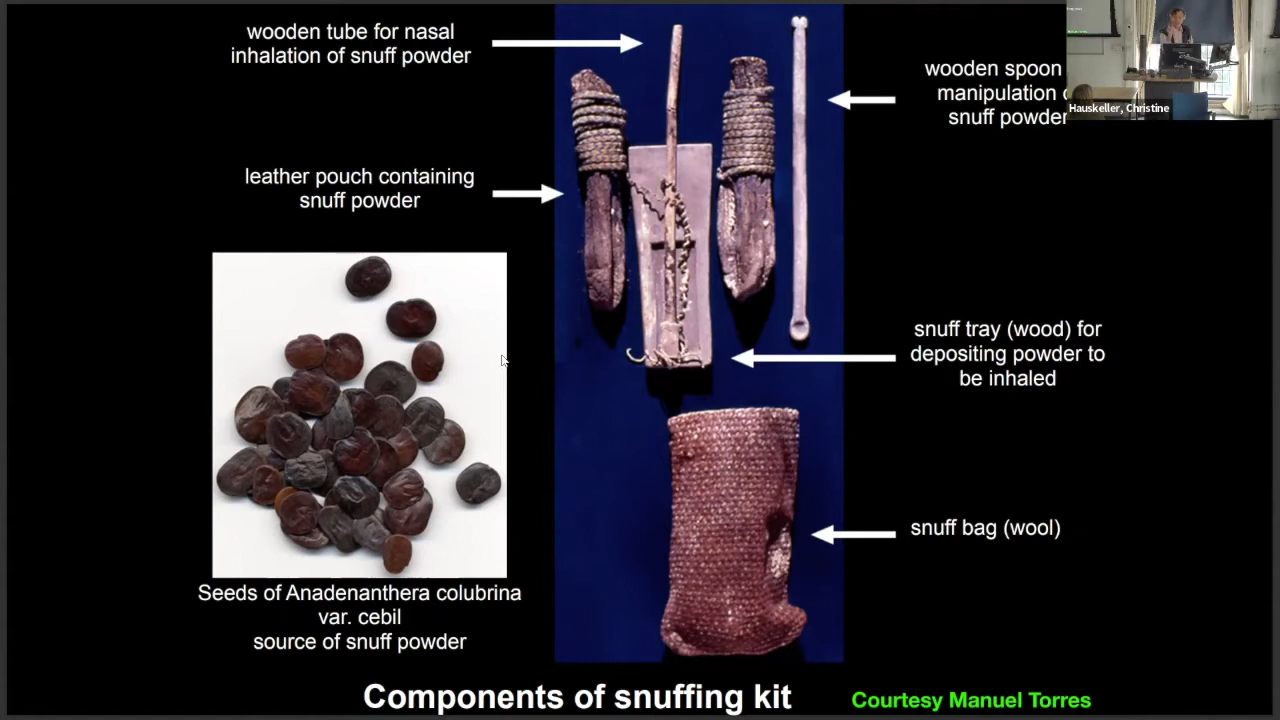 wooden tube for nasal
inhalation of snuff powder
wooden spoon
manipulation
snuff powder
Hauskeller, Christine
leather pouch containing
snuff powder
snuff tray (wood) for
depositing powder to
be inhaled
snuff bag (wool)
Seeds of Anadenanthera colubrina
var. cebil
source of snuff powder
Components of snuffing kit
Courtesy Manuel Torres